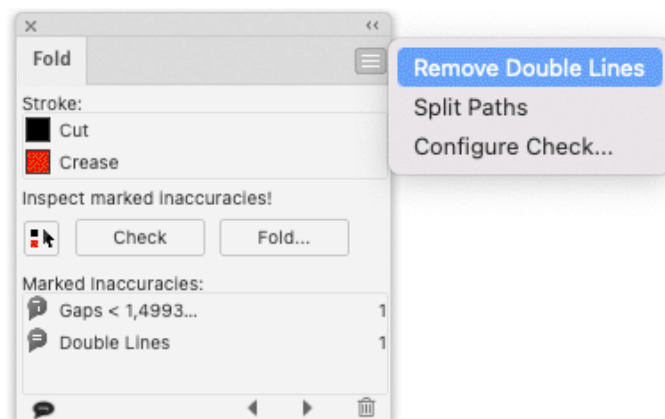 Fold
Remove Double Lines
Split Paths
Configure Check...
Stroke:
Cut
Crease
Inspect marked inaccuracies!
Check Fold...
Marked Inaccuracies:
Gaps < 1,4993... 1
Double Lines 1